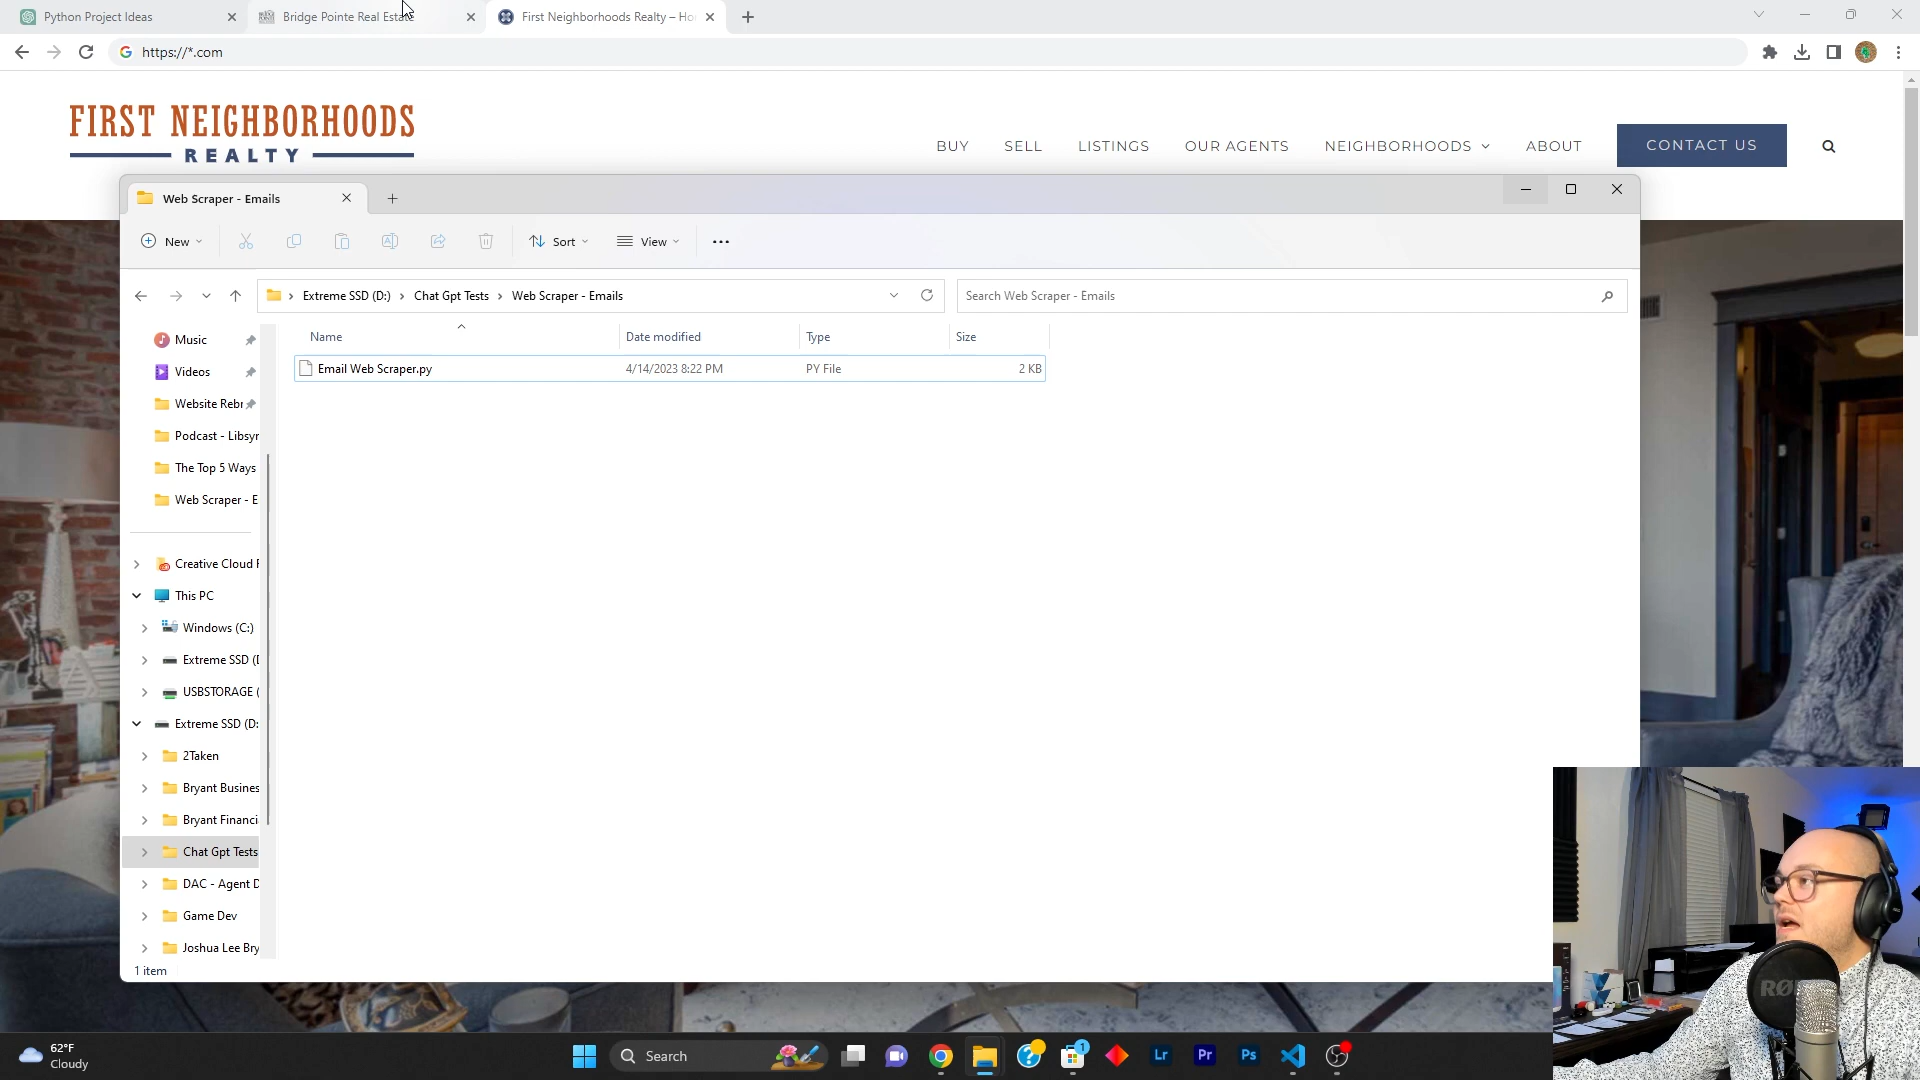 Python Project Ideas
Bridge Pointe Real Estate
First Neighborhoods Realty – Ho
https://*.com
FIRST NEIGHBORHOODS
REALTY
BUY SELL LISTINGS OUR AGENTS NEIGHBORHOODS ABOUT CONTACT US
Web Scraper - Emails
New Sort View
Extreme SSD (D:) Chat Gpt Tests Web Scraper - Emails
Search Web Scraper - Emails
Name Date modified Type Size
Email Web Scraper.py 4/14/2023 8:22 PM PY File 2 KB
Music
Videos
Website Rebr
Podcast - Libsyn
The Top 5 Ways
Web Scraper - E
Creative Cloud F
This PC
Windows (C:)
Extreme SSD (D
USBSTORAGE (
Extreme SSD (D:
2Taken
Bryant Busines
Bryant Financi
Chat Gpt Tests
DAC - Agent D
Game Dev
Joshua Lee Bry
1 item
RØ
62°F
Cloudy
Search
1
Lr
Pr
Ps